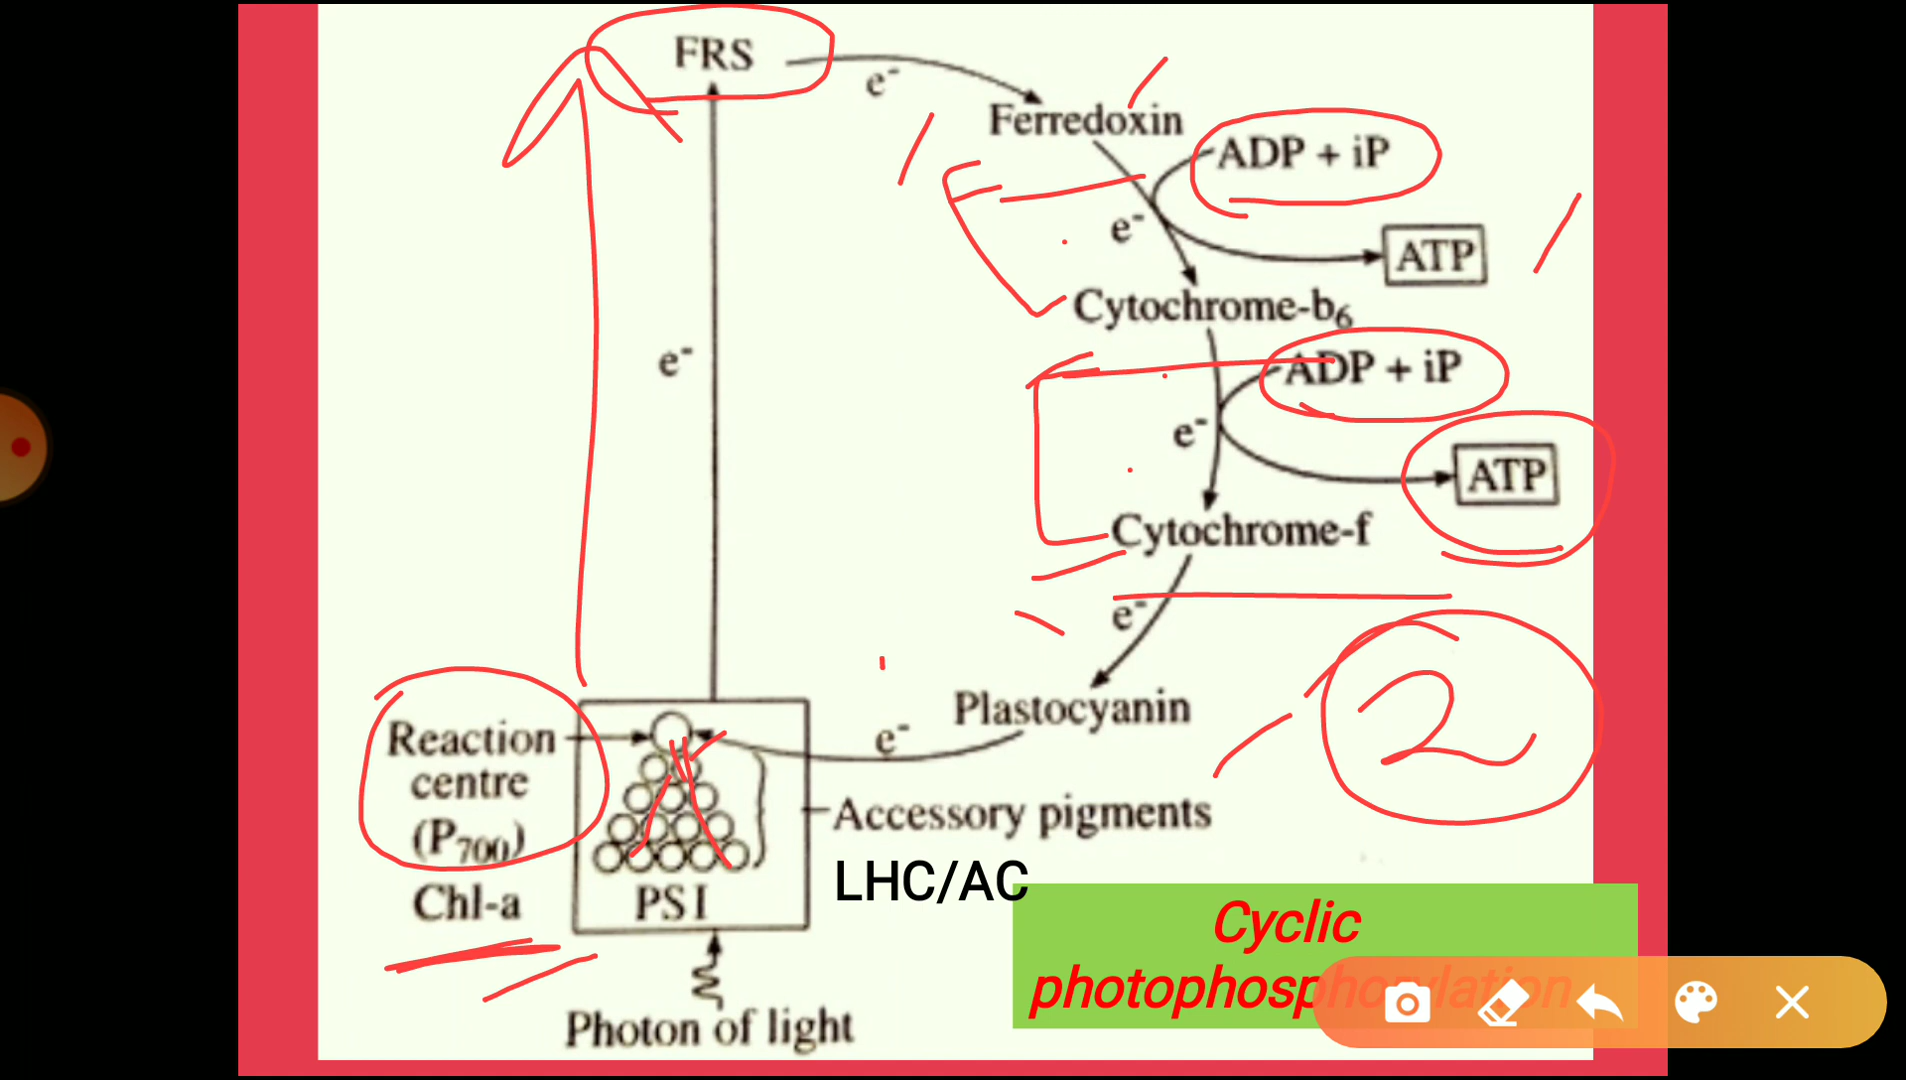 FRS
e⁻
Ferredoxin
ADP + iP
e⁻
ATP
Cytochrome-b₆
ADP + iP
e⁻
e⁻
ATP
Cytochrome-f
e⁻
2
Plastocyanin
e⁻
Reaction
centre
(P₇₀₀)
Chl-a
Accessory pigments
LHC/AC
PS I
Cyclic
photophosphorylation
Photon of light